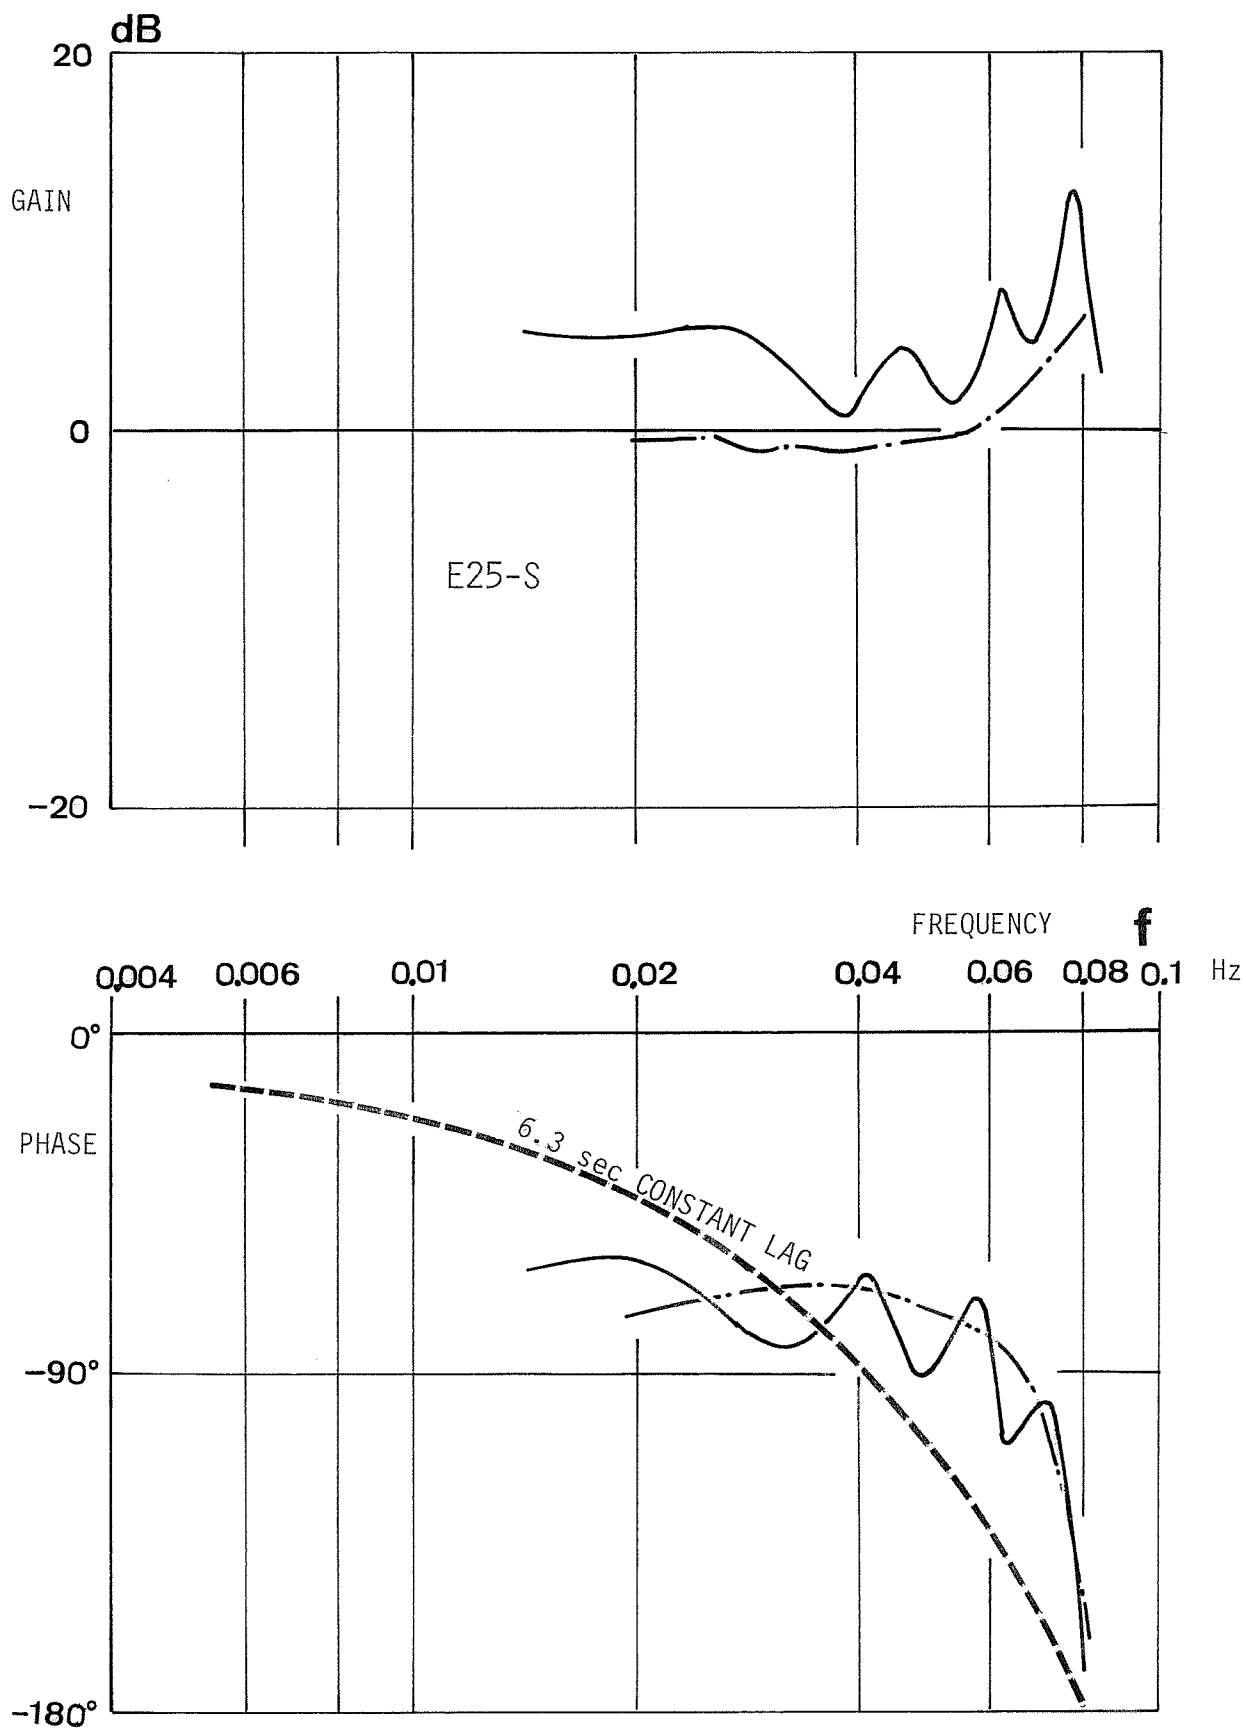 dB
20
GAIN
0
E25-S
-20
FREQUENCY f
0.004 0.006 0.01 0.02 0.04 0.06 0.08 0.1 Hz
0°
PHASE
6.3 sec CONSTANT LAG
-90°
-180°